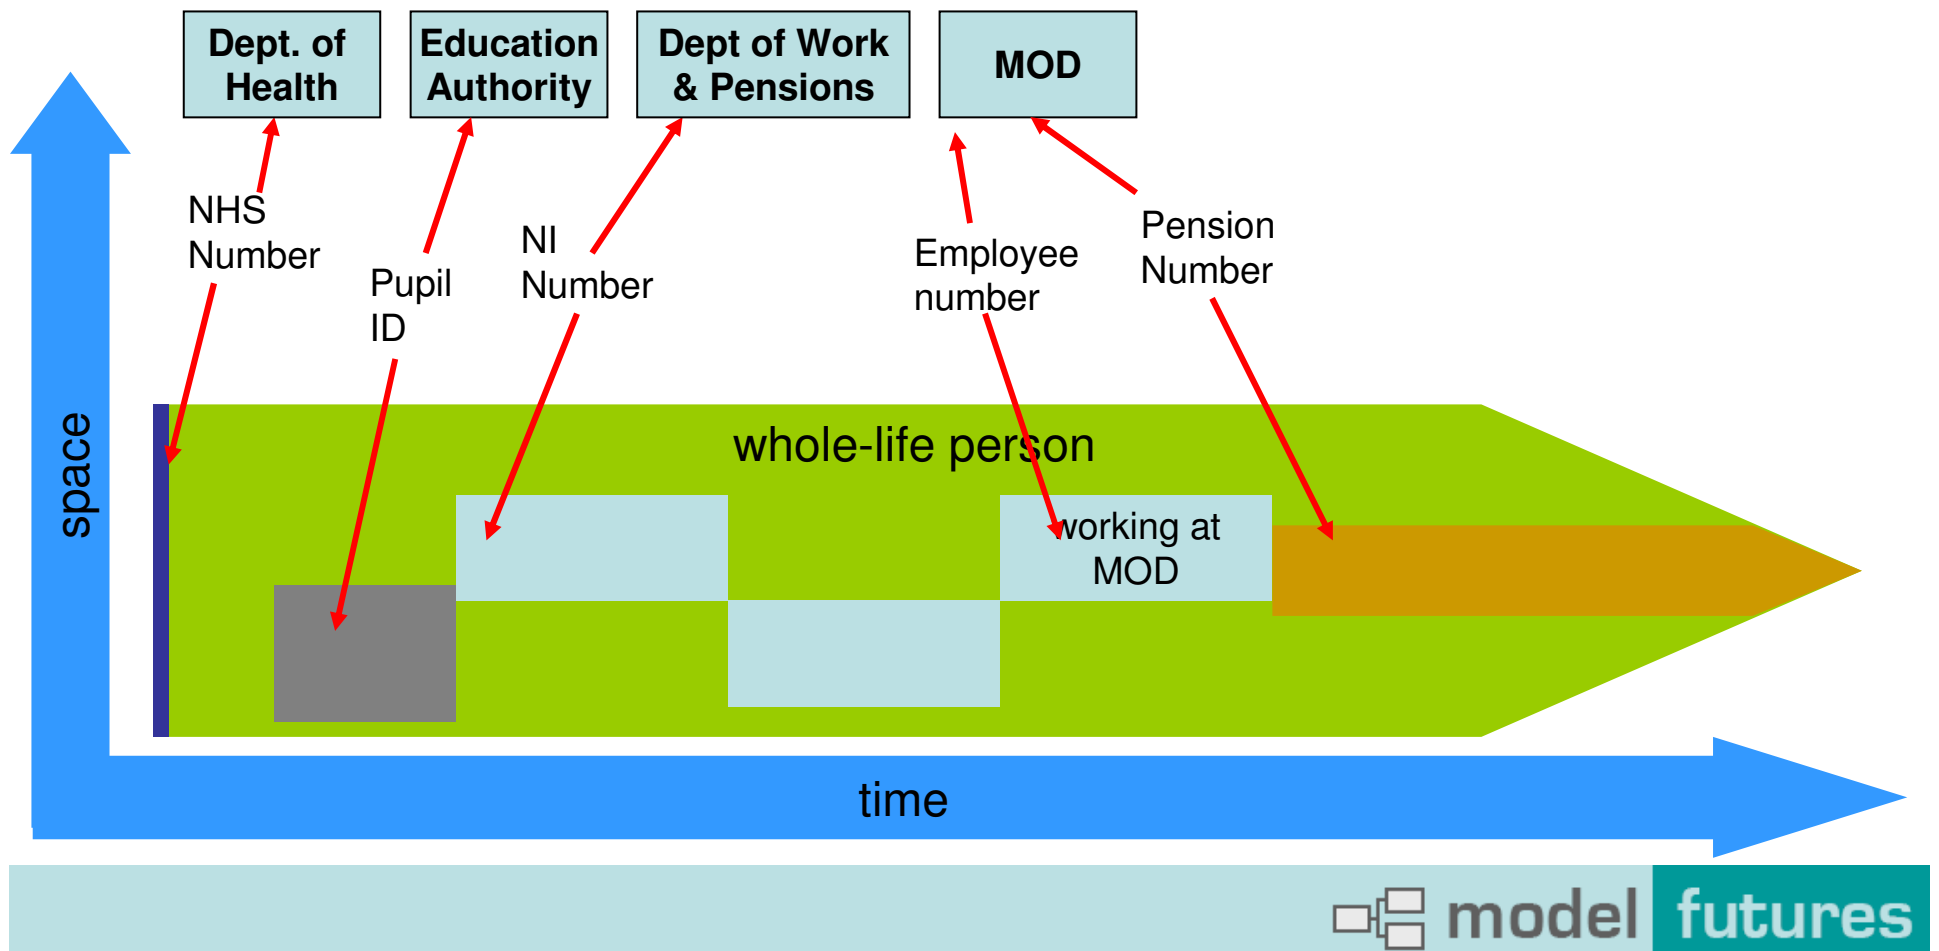 Dept. of
Health
Education
Authority
Dept of Work
& Pensions
MOD
NHS
Number
Pupil
ID
NI
Number
Employee
number
Pension
Number
space
whole-life person
working at
MOD
time
model futures